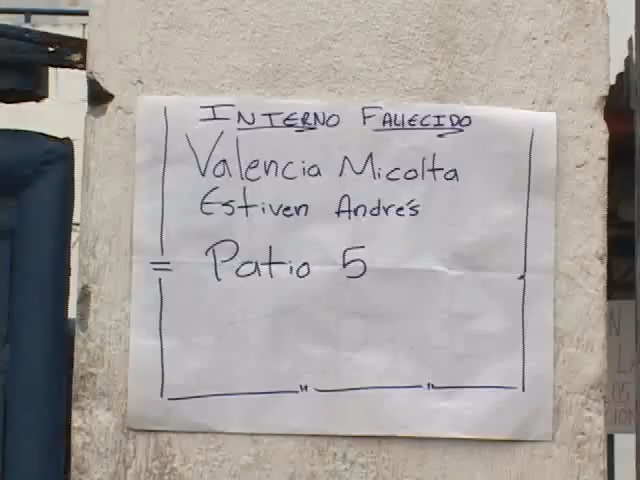 INTERNO FALLECIDO
Valencia Micolta
Estiven Andrés
= Patio 5